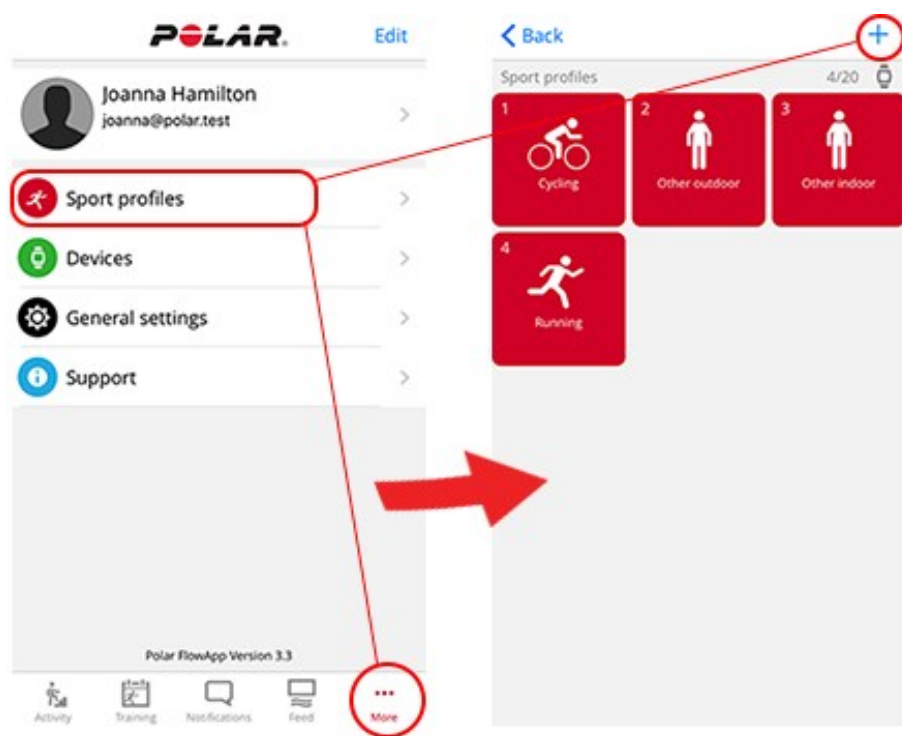 POLAR.
Edit
Joanna Hamilton
joanna@polar.test
Sport profiles
Devices
General settings
Support
Polar FlowApp Version 3.3
Activity
Training
Notifications
Feed
More
Back
Sport profiles
4/20
1
Cycling
2
Other outdoor
3
Other indoor
4
Running